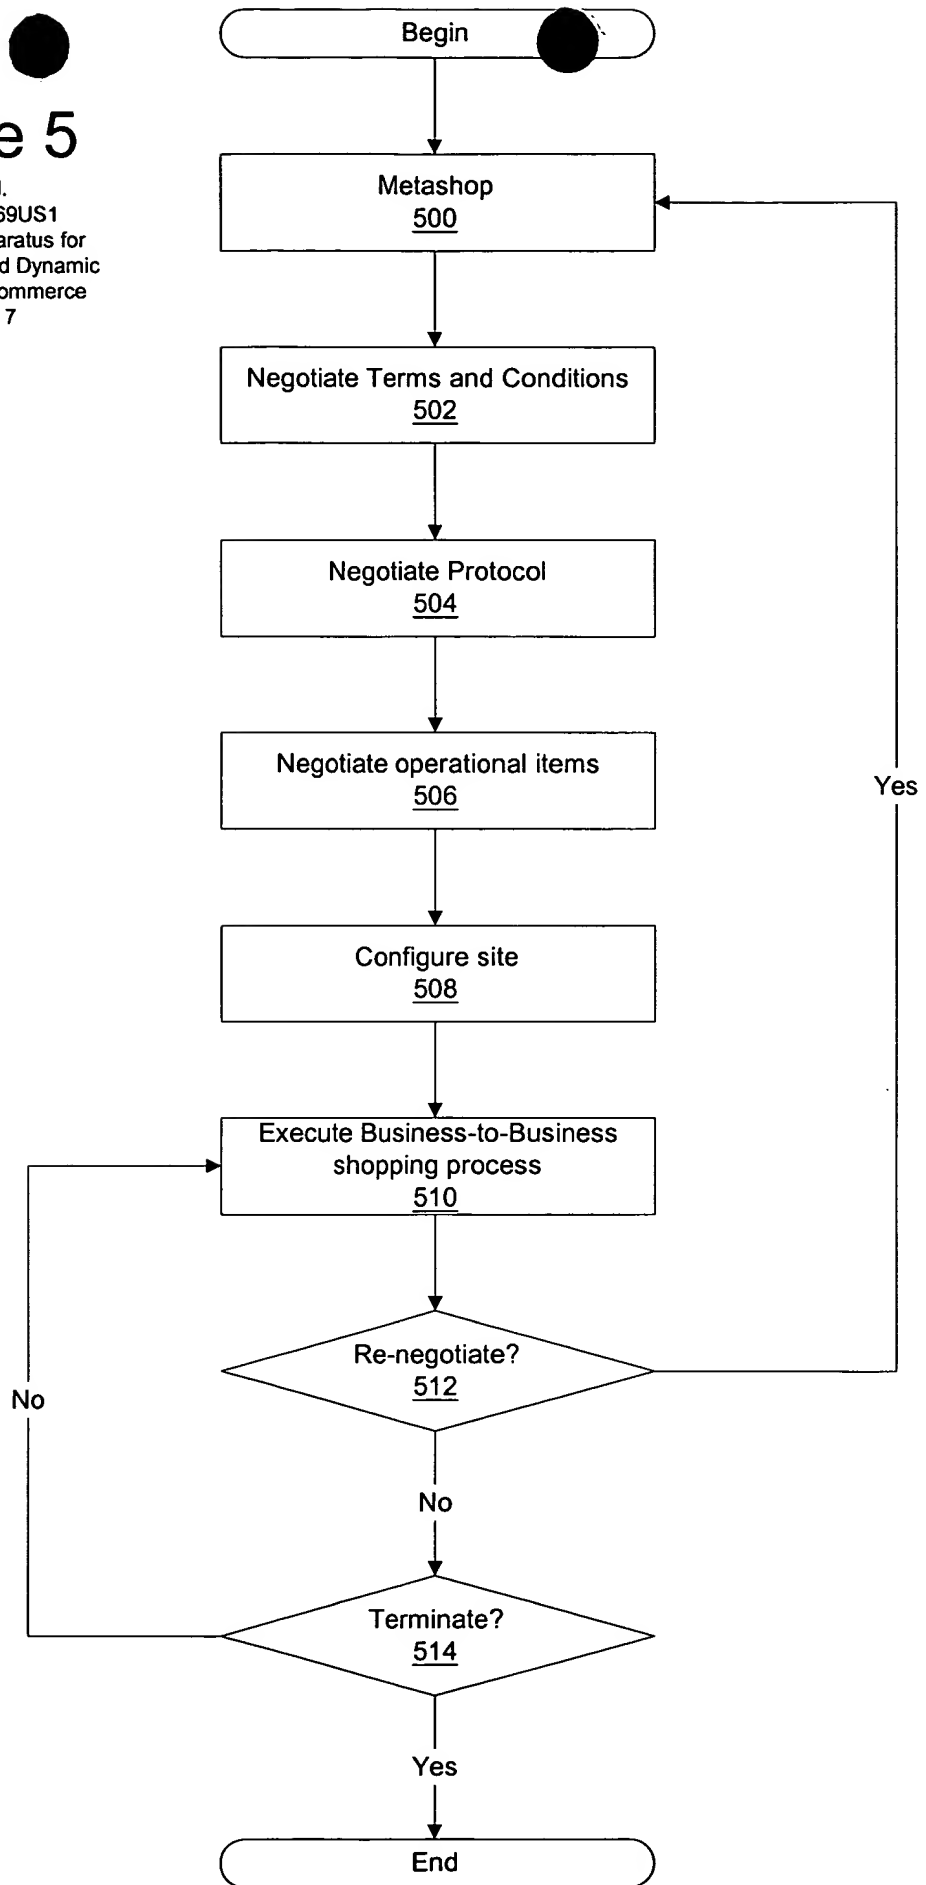 Begin
e 5
69US1
aratus for
d Dynamic
ommerce
7
Metashop
500
Negotiate Terms and Conditions
502
Negotiate Protocol
504
Negotiate operational items
506
Yes
Configure site
508
Execute Business-to-Business
shopping process
510
Re-negotiate?
512
No
No
Terminate?
514
Yes
End